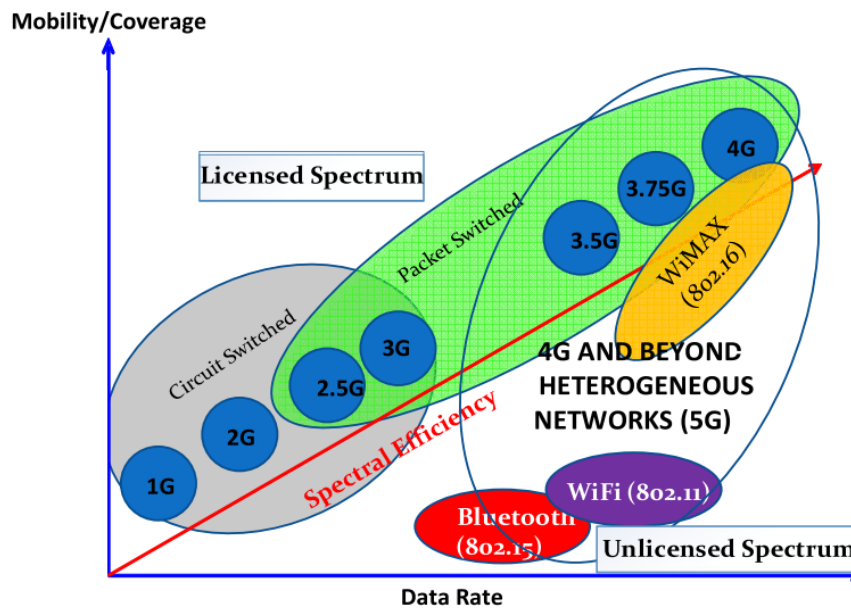 Mobility/Coverage
Licensed Spectrum
4G
3.75G
3.5G
Packet Switched
WiMAX
(802.16)
Circuit Switched
3G
2.5G
2G
1G
4G AND BEYOND
HETEROGENEOUS
NETWORKS (5G)
Spectral Efficiency
WiFi (802.11)
Bluetooth
(802.15)
Unlicensed Spectrum
Data Rate